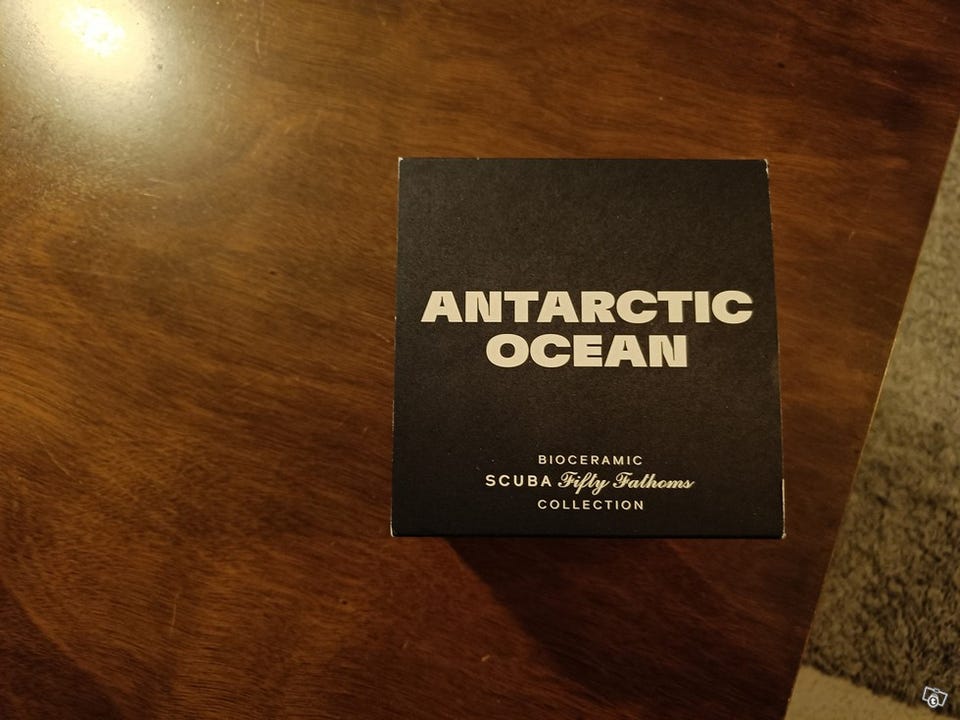 ANTARCTIC
OCEAN
BIOCERAMIC
SCUBA Fifty Fathoms
COLLECTION